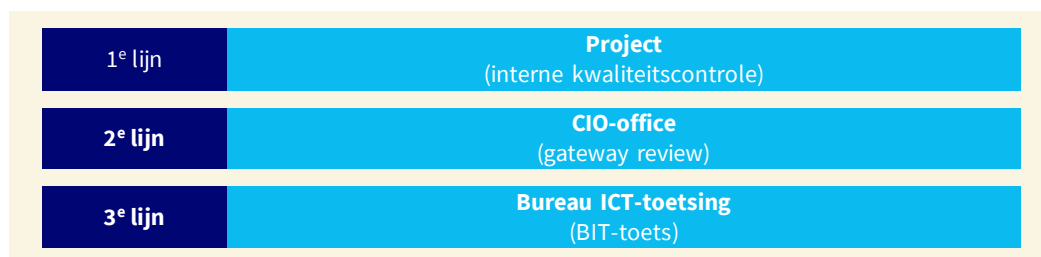 1e lijn
Project
(interne kwaliteitscontrole)
2e lijn
CIO-office
(gateway review)
3e lijn
Bureau ICT-toetsing
(BIT-toets)